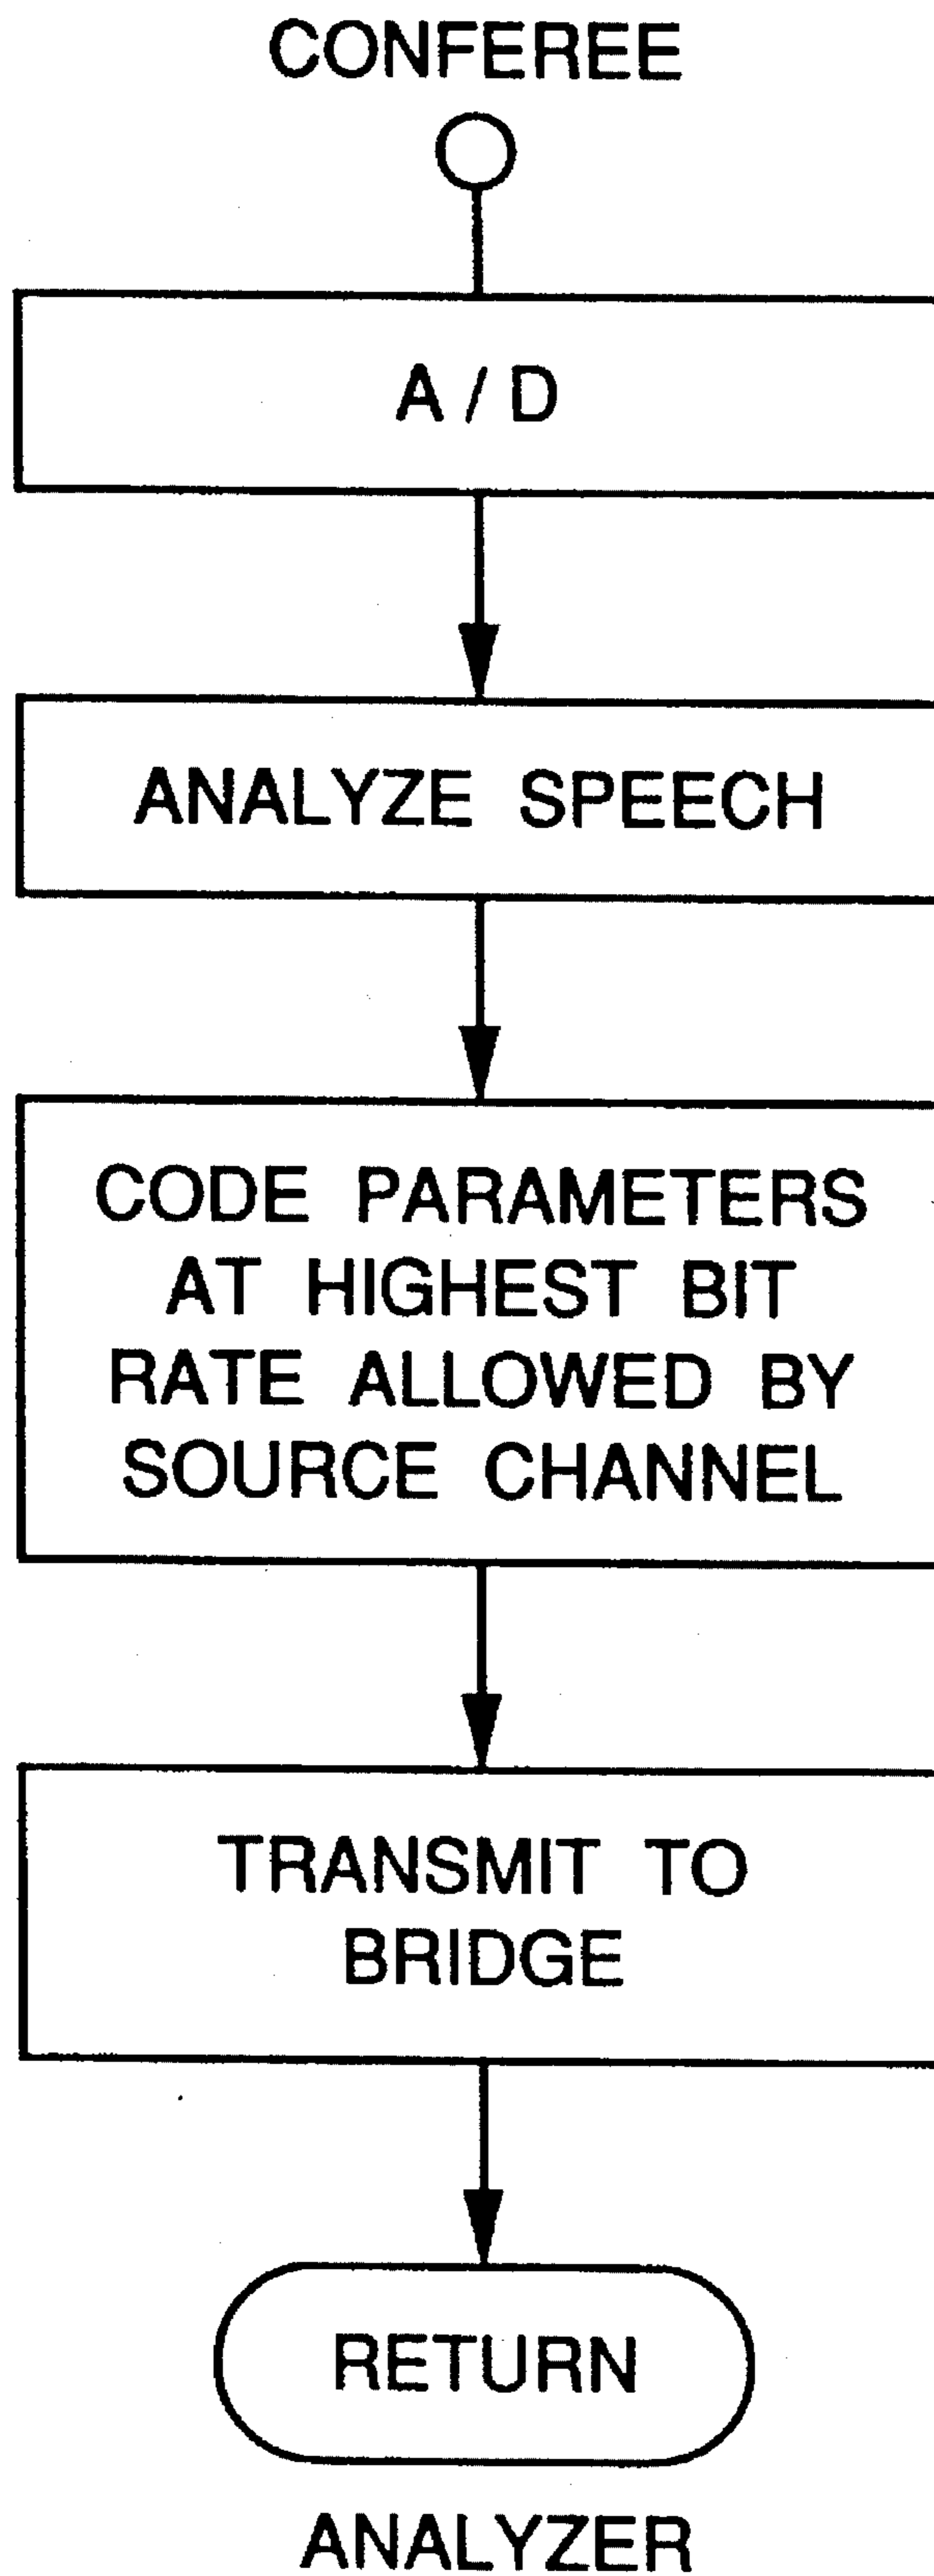 CONFEREE
A / D
ANALYZE SPEECH
CODE PARAMETERS
AT HIGHEST BIT
RATE ALLOWED BY
SOURCE CHANNEL
TRANSMIT TO
BRIDGE
RETURN
ANALYZER